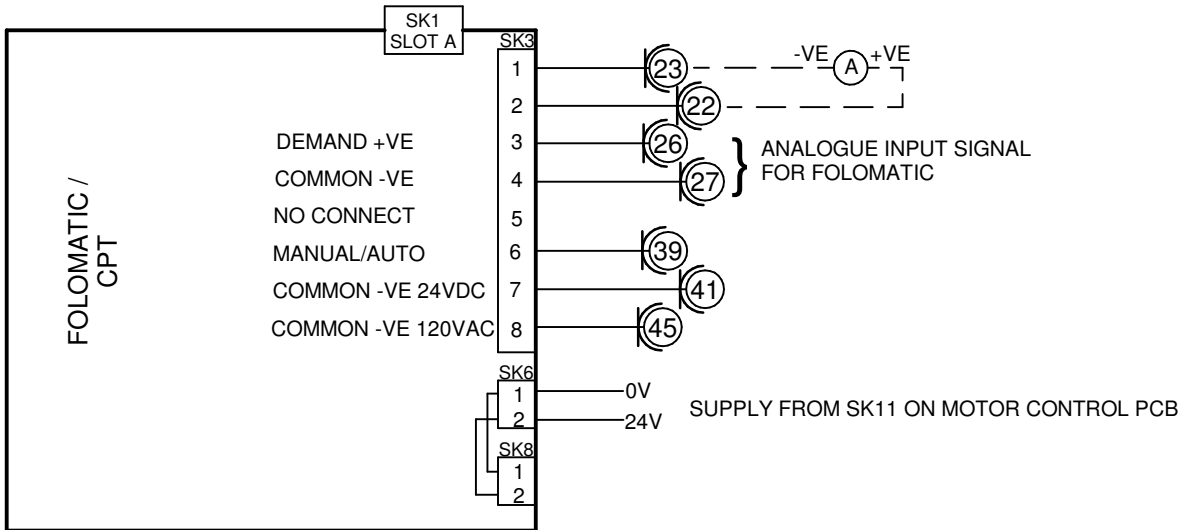 SK1
SLOT A
SK3
1
23
-VE
A
+VE
2
22
DEMAND +VE
3
26
ANALOGUE INPUT SIGNAL
FOR FOLOMATIC
COMMON -VE
4
27
NO CONNECT
5
MANUAL/AUTO
6
39
COMMON -VE 24VDC
7
41
COMMON -VE 120VAC
8
45
FOLOMATIC /
CPT
SK6
1
0V
2
24V
SUPPLY FROM SK11 ON MOTOR CONTROL PCB
SK8
1
2